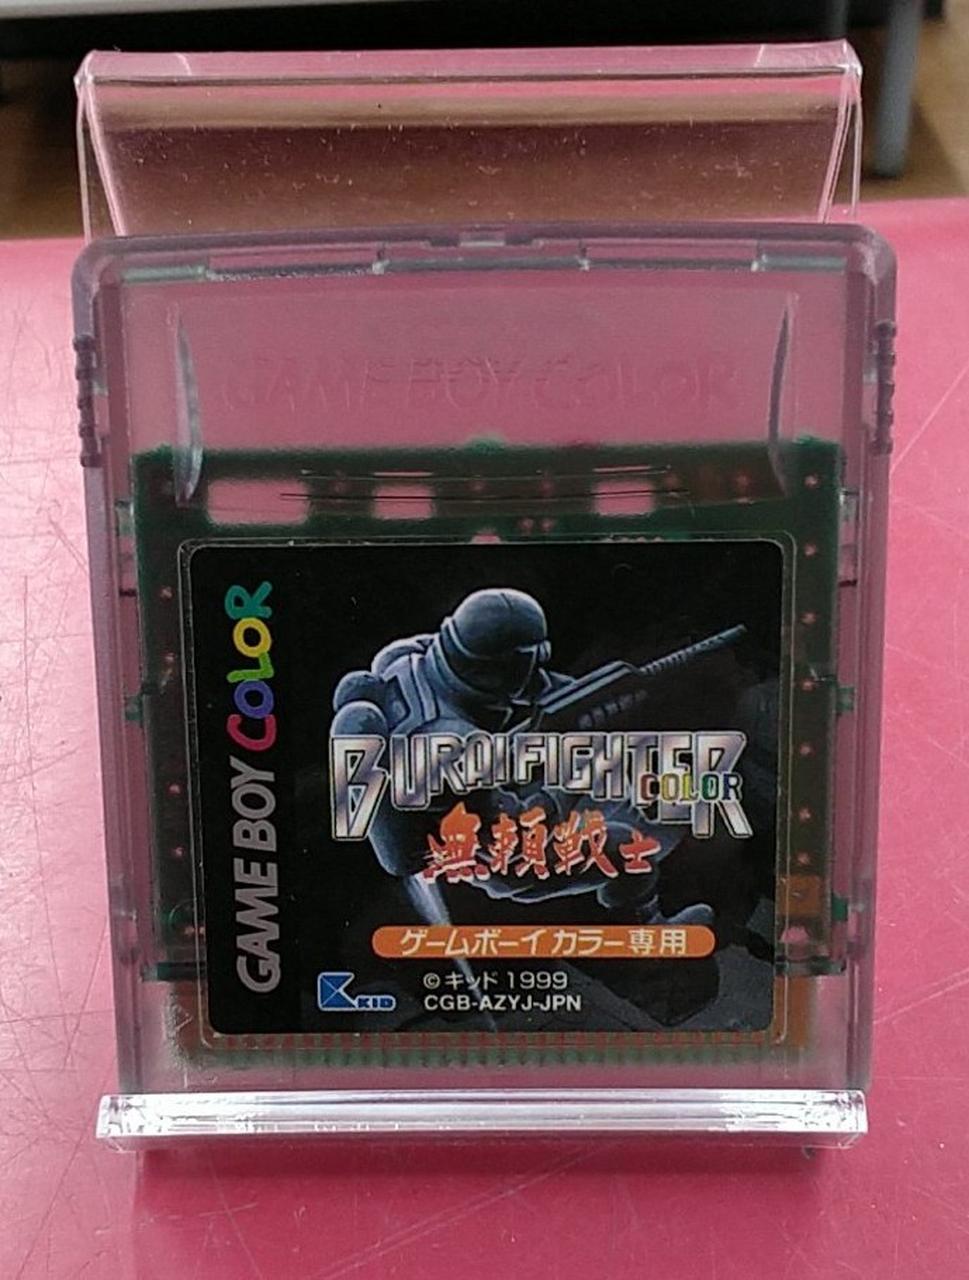 GAME BOY COLOR
GAME BOY COLOR
BURAI FIGHTER
COLOR
無頼戦士
ゲームボーイカラー専用
KID
©キッド 1999
CGB-AZYJ-JPN